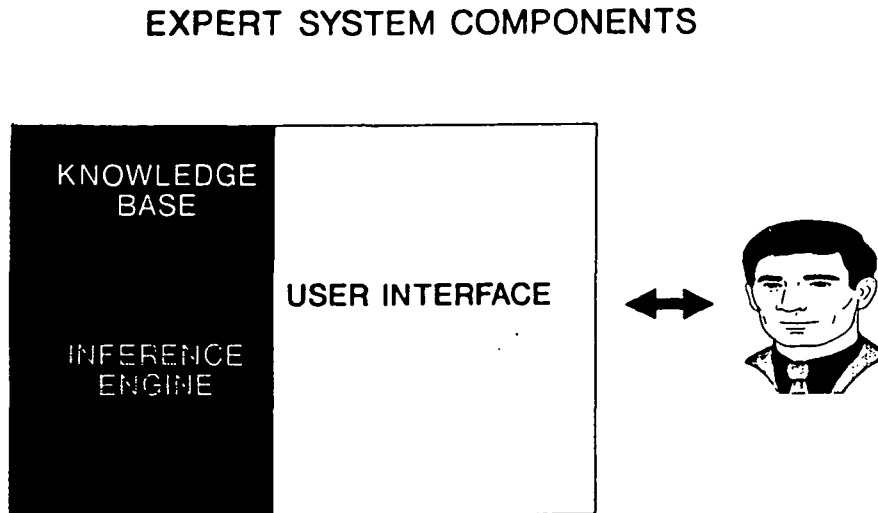 EXPERT SYSTEM COMPONENTS
KNOWLEDGE
BASE
USER INTERFACE
INFERENCE
ENGINE